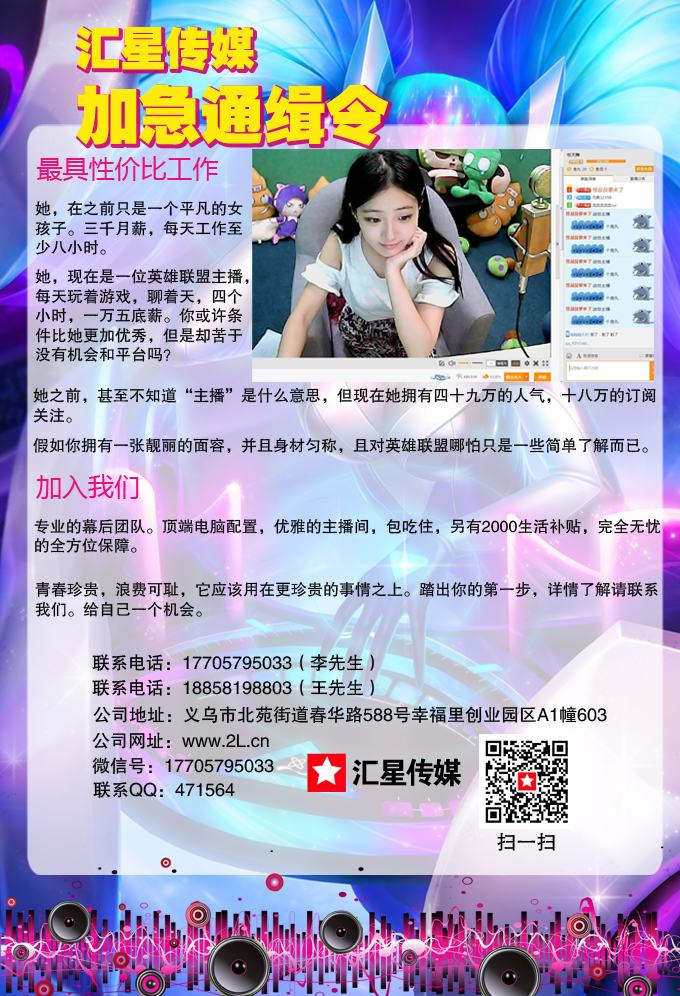 汇星传媒
加急通缉令
最具性价比工作
她，在之前只是一个平凡的女
孩子。三千月薪，每天工作至
少八小时。
她，现在是一位英雄联盟主播，
每天玩着游戏，聊着天，四个
小时，一万五底薪。你或许条
件比她更加优秀，但是却苦于
没有机会和平台吗？
她之前，甚至不知道“主播”是什么意思，但现在她拥有四十九万的人气，十八万的订阅
关注。
假如你拥有一张靓丽的面容，并且身材匀称，且对英雄联盟哪怕只是一些简单了解而已。
加入我们
专业的幕后团队。顶端电脑配置，优雅的主播间，包吃住，另有2000生活补贴，完全无忧
的全方位保障。
青春珍贵，浪费可耻，它应该用在更珍贵的事情之上。踏出你的第一步，详情了解请联系
我们。给自己一个机会。
联系电话：17705795033（李先生）
联系电话：18858198803（王先生）
公司地址：义乌市北苑街道春华路588号幸福里创业园区A1幢603
公司网址：www.2L.cn
微信号：17705795033
联系QQ：471564
汇星传媒
扫一扫